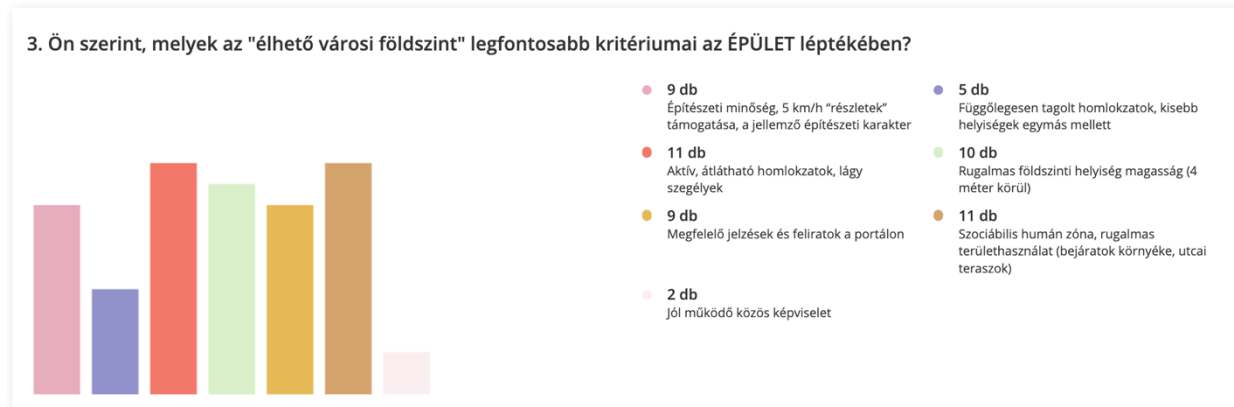 3. Ön szerint, melyek az "élhető városi földszint" legfontosabb kritériumai az ÉPÜLET léptékében?
9 db
Építészeti minőség, 5 km/h “részletek”
támogatása, a jellemző építészeti karakter
5 db
Függőlegesen tagolt homlokzatok, kisebb
helyiségek egymás mellett
11 db
Aktív, átlátható homlokzatok, lágy
szegélyek
10 db
Rugalmas földszinti helyiség magasság (4
méter körül)
9 db
Megfelelő jelzések és feliratok a portálon
11 db
Szociábilis humán zóna, rugalmas
területhasználat (bejáratok környéke, utcai
teraszok)
2 db
Jól működő közös képviselet